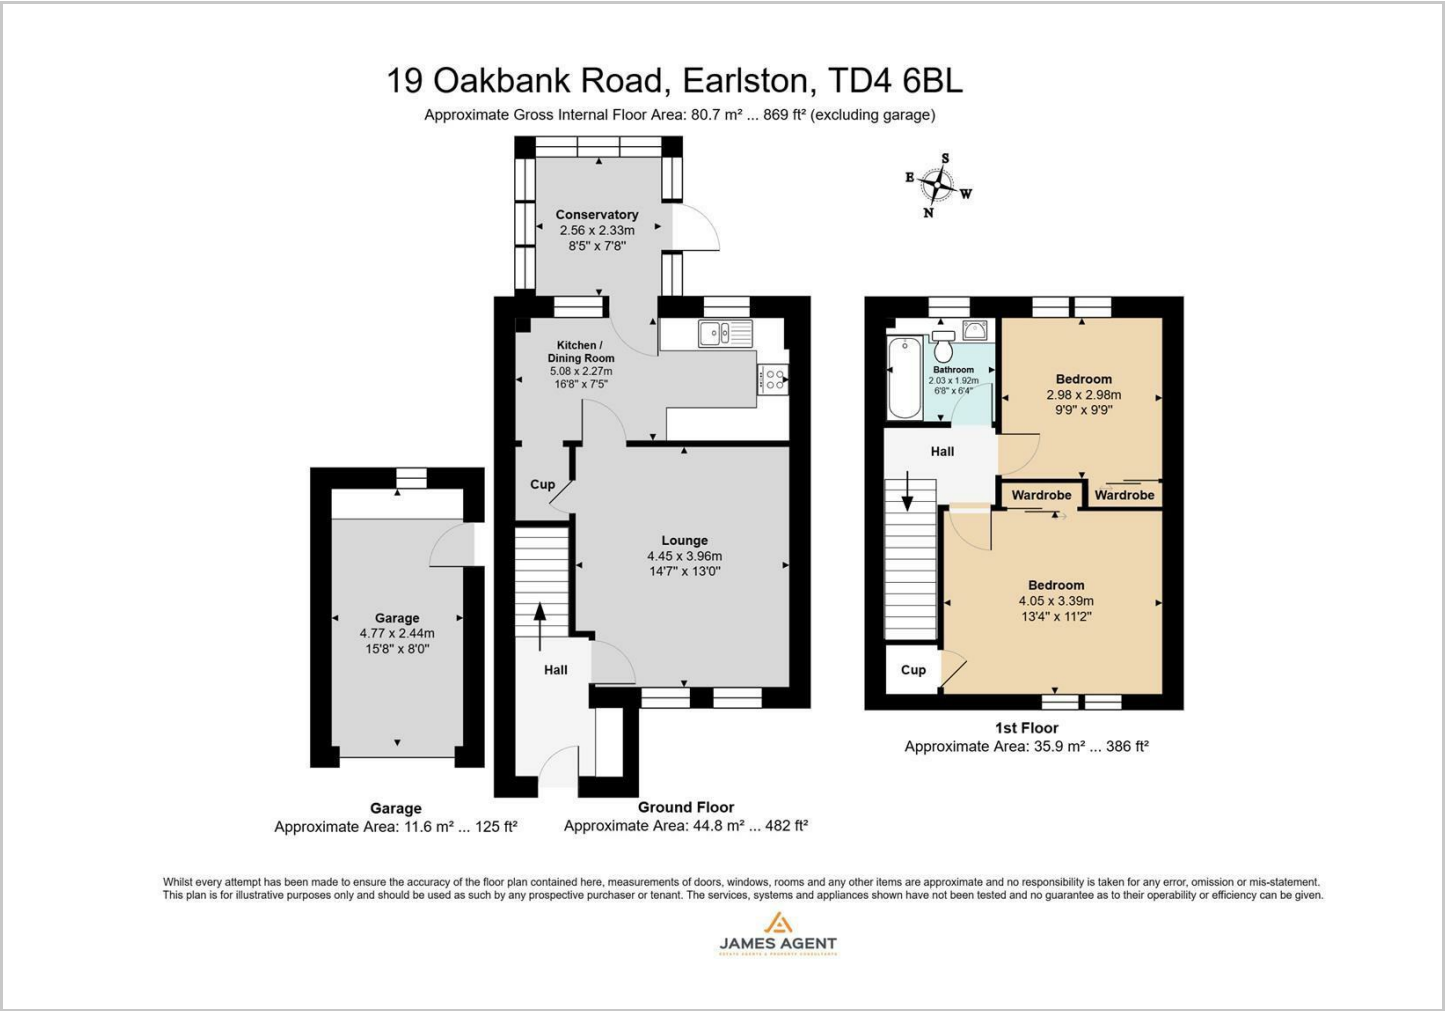 19 Oakbank Road, Earlston, TD4 6BL
Approximate Gross Internal Floor Area: 80.7 m² ... 869 ft² (excluding garage)
S
E
W
N
Conservatory
2.56 x 2.33m
8'5" x 7'8"
Kitchen /
Dining Room
5.08 x 2.27m
16'8" x 7'5"
Cup
Lounge
4.45 x 3.96m
14'7" x 13'0"
Hall
Garage
4.77 x 2.44m
15'8" x 8'0"
Bathroom
2.03 x 1.92m
6'8" x 6'4"
Bedroom
2.98 x 2.98m
9'9" x 9'9"
Hall
Wardrobe
Wardrobe
Bedroom
4.05 x 3.39m
13'4" x 11'2"
Cup
1st Floor
Approximate Area: 35.9 m² ... 386 ft²
Garage
Approximate Area: 11.6 m² ... 125 ft²
Ground Floor
Approximate Area: 44.8 m² ... 482 ft²
Whilst every attempt has been made to ensure the accuracy of the floor plan contained here, measurements of doors, windows, rooms and any other items are approximate and no responsibility is taken for any error, omission or mis-statement.
This plan is for illustrative purposes only and should be used as such by any prospective purchaser or tenant. The services, systems and appliances shown have not been tested and no guarantee as to their operability or efficiency can be given.
JAMES AGENT
ESTATE AGENTS & PROPERTY CONSULTANTS